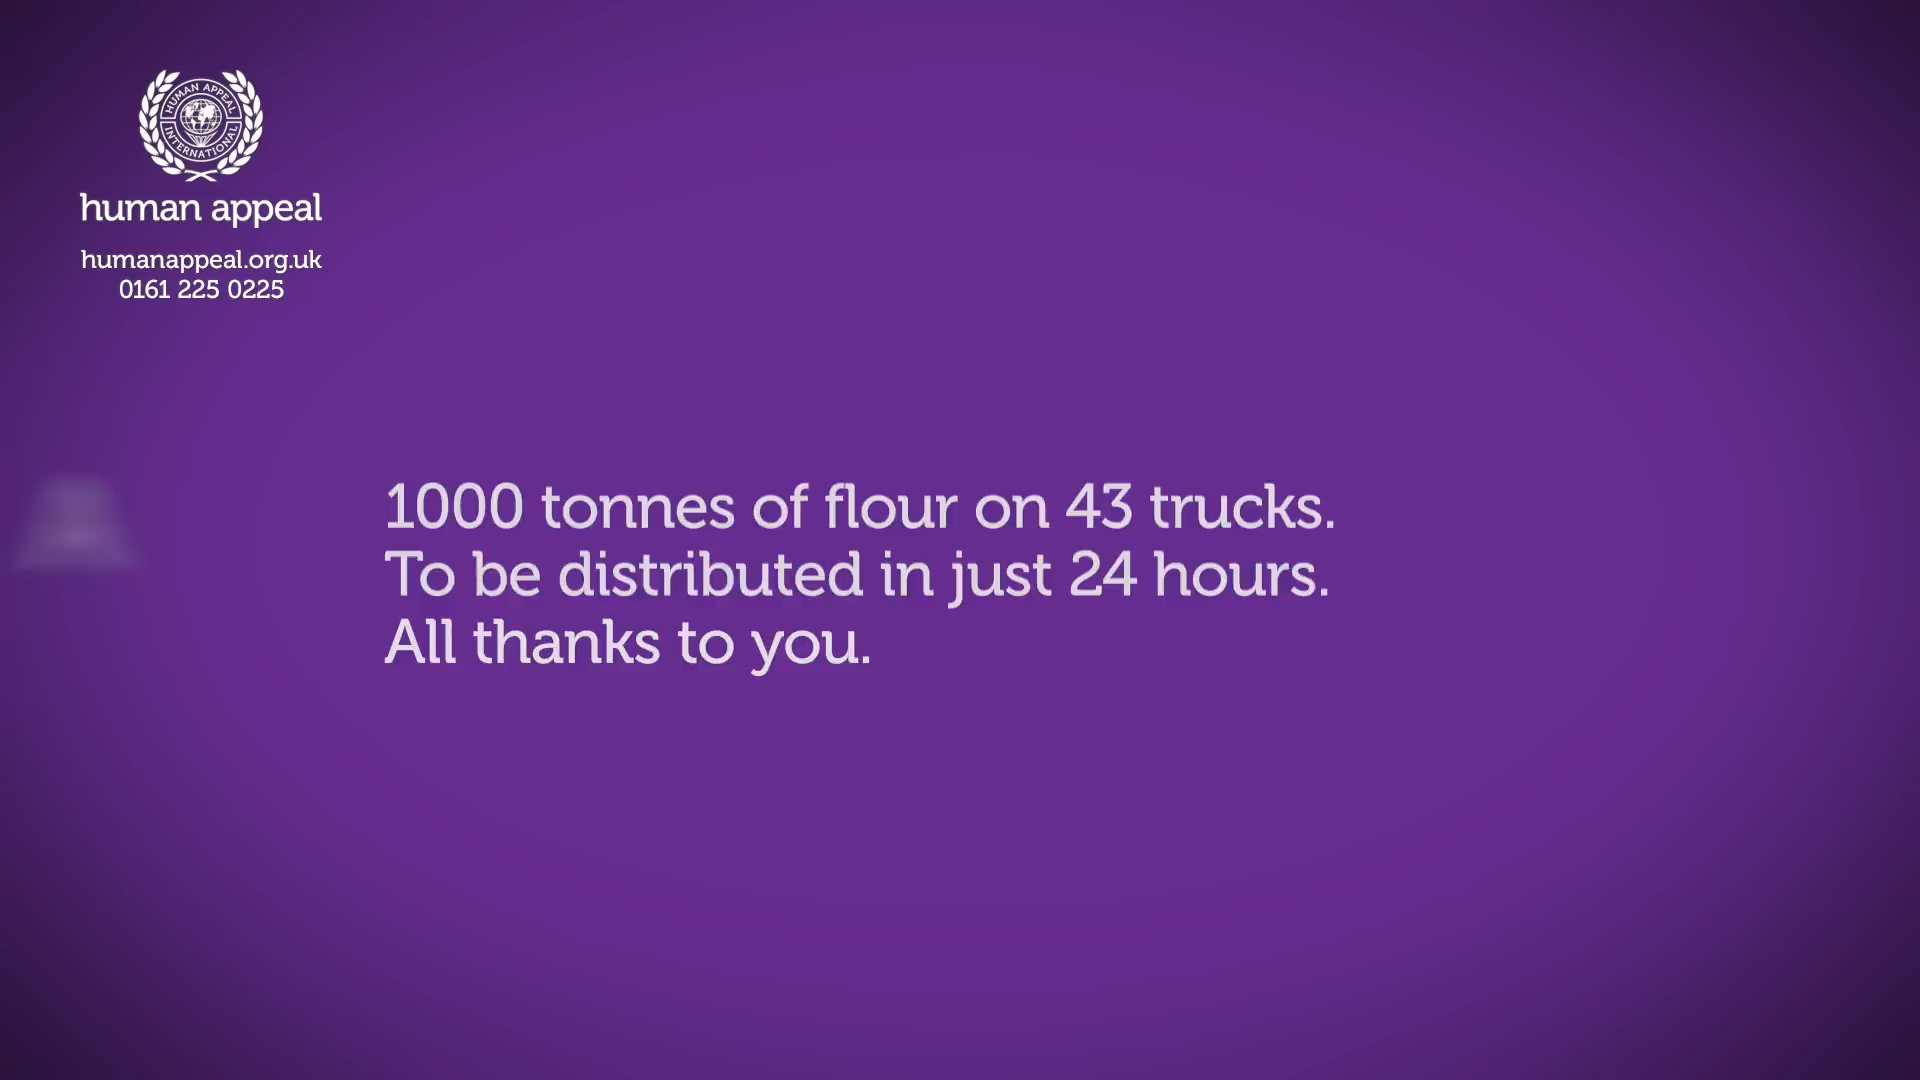 HUMAN APPEAL
INTERNATIONAL
human appeal
humanappeal.org.uk
0161 225 0225
1000 tonnes of flour on 43 trucks.
To be distributed in just 24 hours.
All thanks to you.